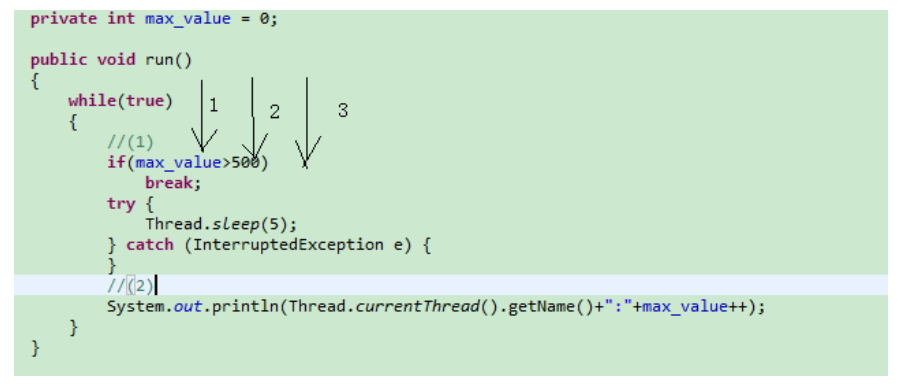 private int max_value = 0;
public void run()
{
while(true)
1 2 3
{
//(1)
if(max_value>500)
break;
try {
Thread.sleep(5);
} catch (InterruptedException e) {
}
//(2)
System.out.println(Thread.currentThread().getName()+":"+max_value++);
}
}